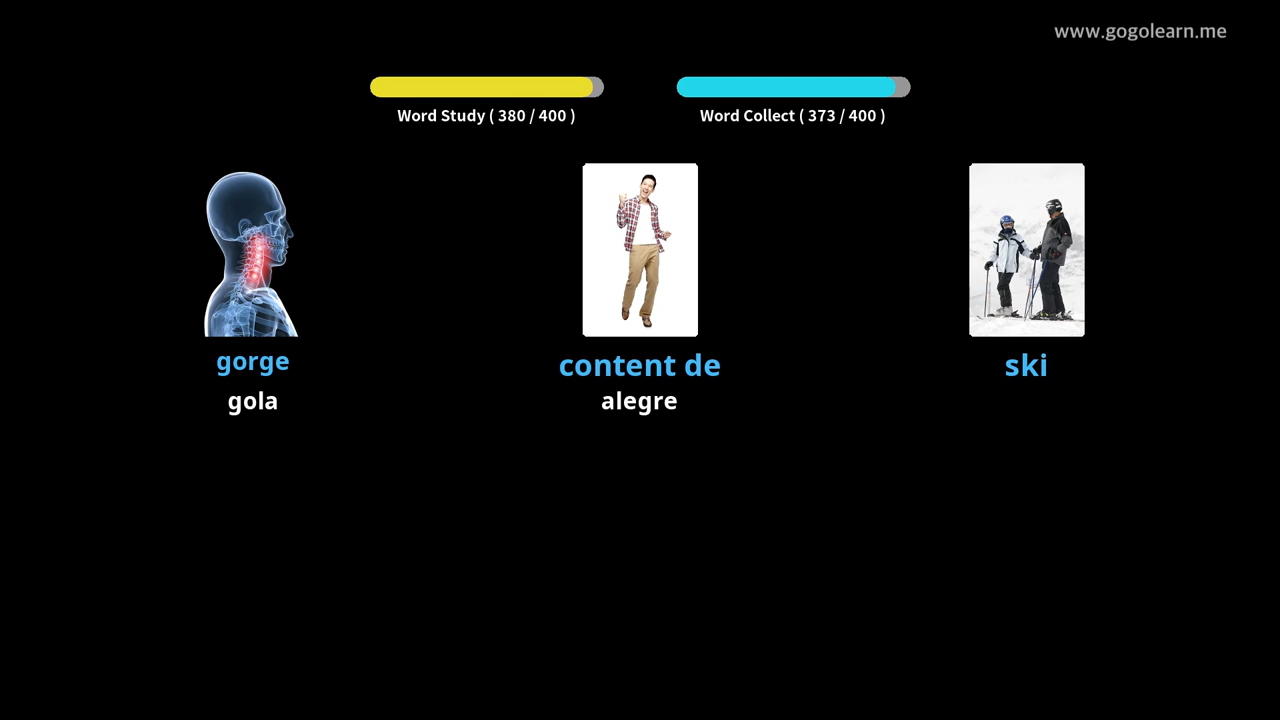 www.gogolearn.me
Word Study ( 380 / 400 )
Word Collect ( 373 / 400 )
gorge
content de
ski
gola
alegre